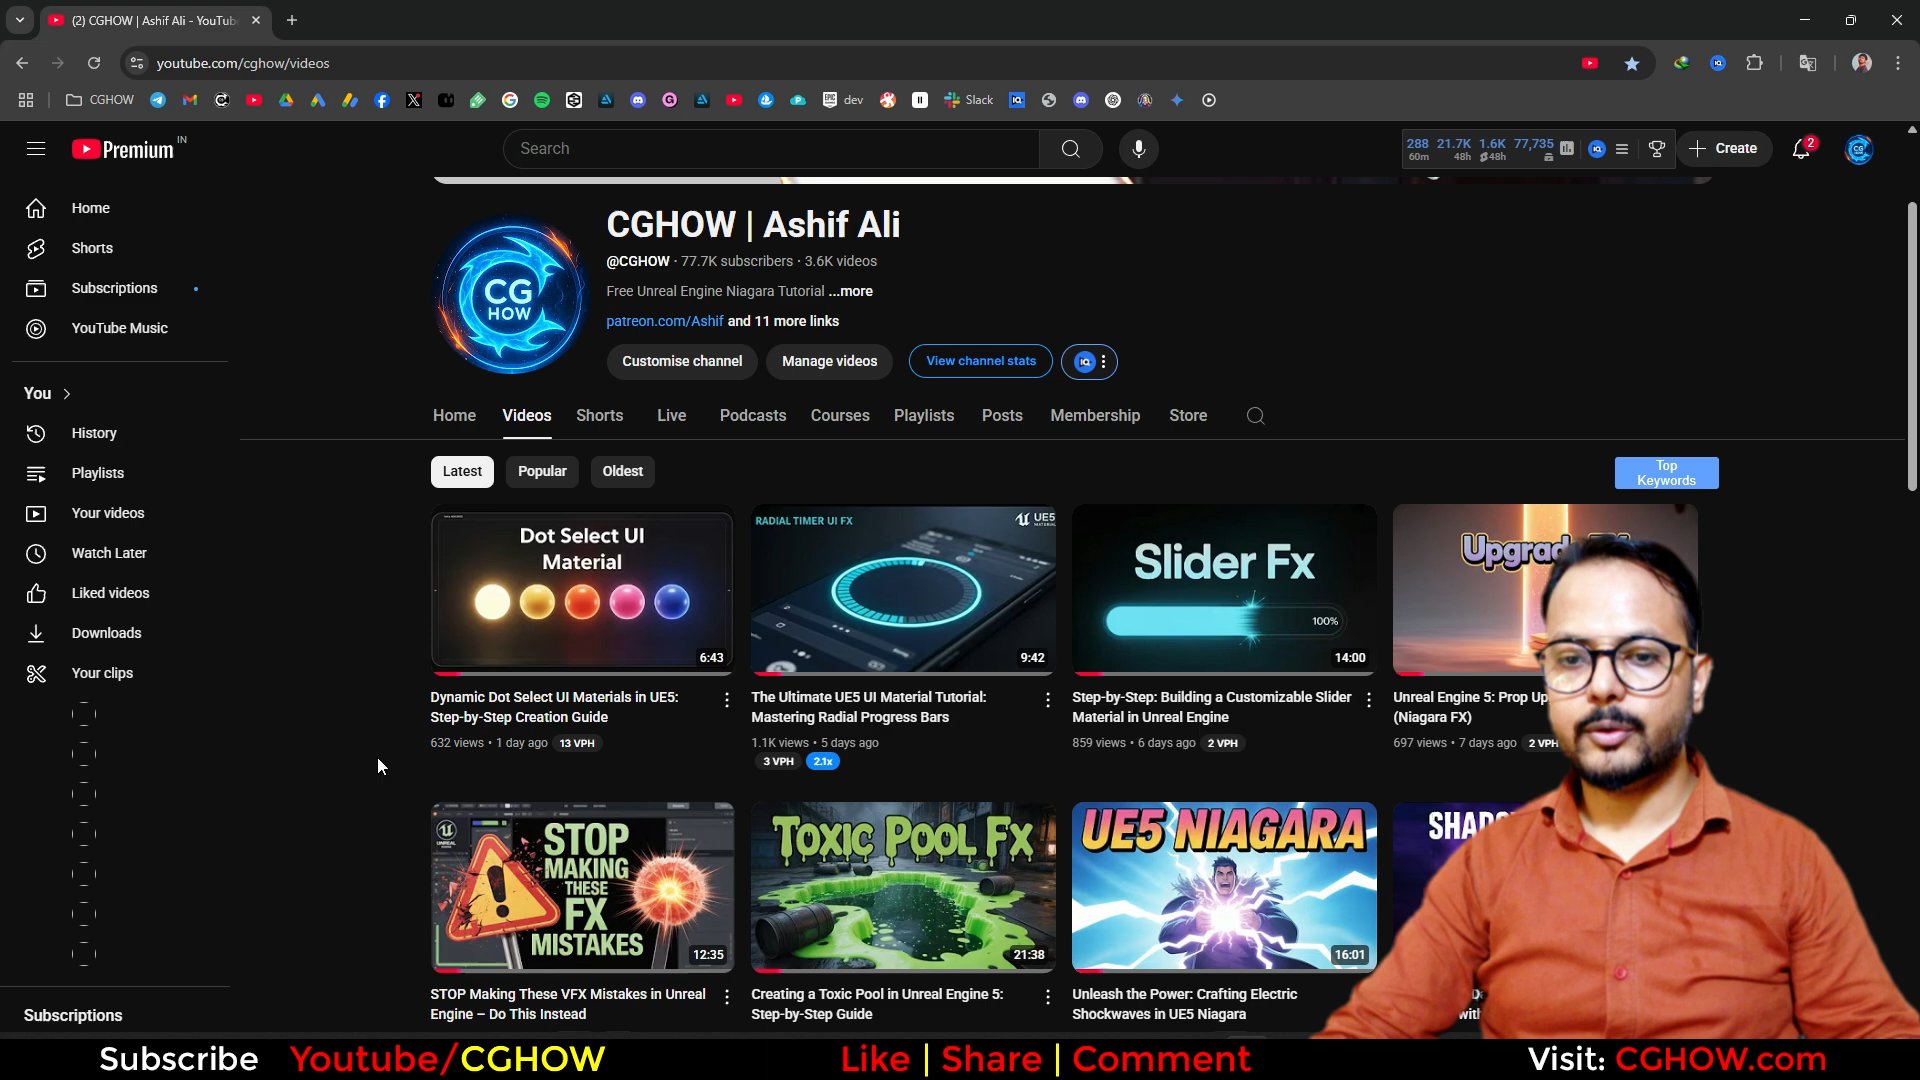 (2) CGHOW | Ashif Ali - YouTube
youtube.com/cghow/videos
CGHOW
dev
Slack
Premium IN
Search
288 21.7K 1.6K 77,735
60m 48h 48h
Create
2
Home
Shorts
Subscriptions
YouTube Music
You
History
Playlists
Your videos
Watch Later
Liked videos
Downloads
Your clips
Subscriptions
CG
HOW
CGHOW | Ashif Ali
@CGHOW · 77.7K subscribers · 3.6K videos
Free Unreal Engine Niagara Tutorial ...more
patreon.com/Ashif and 11 more links
Customise channel
Manage videos
View channel stats
Home
Videos
Shorts
Live
Podcasts
Courses
Playlists
Posts
Membership
Store
Latest
Popular
Oldest
Top
Keywords
Dot Select UI
Material
6:43
RADIAL TIMER UI FX
UE5
9:42
Slider Fx
100%
14:00
Dynamic Dot Select UI Materials in UE5:
Step-by-Step Creation Guide
632 views · 1 day ago 13 VPH
The Ultimate UE5 UI Material Tutorial:
Mastering Radial Progress Bars
1.1K views · 5 days ago
3 VPH 2.1x
Step-by-Step: Building a Customizable Slider
Material in Unreal Engine
859 views · 6 days ago 2 VPH
Unreal Engine 5: Prop
(Niagara FX)
697 views · 7 days ago 2 VPH
STOP
MAKING
THESE
FX
MISTAKES
12:35
TOXIC POOL FX
21:38
UE5 NIAGARA
16:01
STOP Making These VFX Mistakes in Unreal
Engine – Do This Instead
Creating a Toxic Pool in Unreal Engine 5:
Step-by-Step Guide
Unleash the Power: Crafting Electric
Shockwaves in UE5 Niagara
Subscribe Youtube/CGHOW
Like | Share | Comment
Visit: CGHOW.com